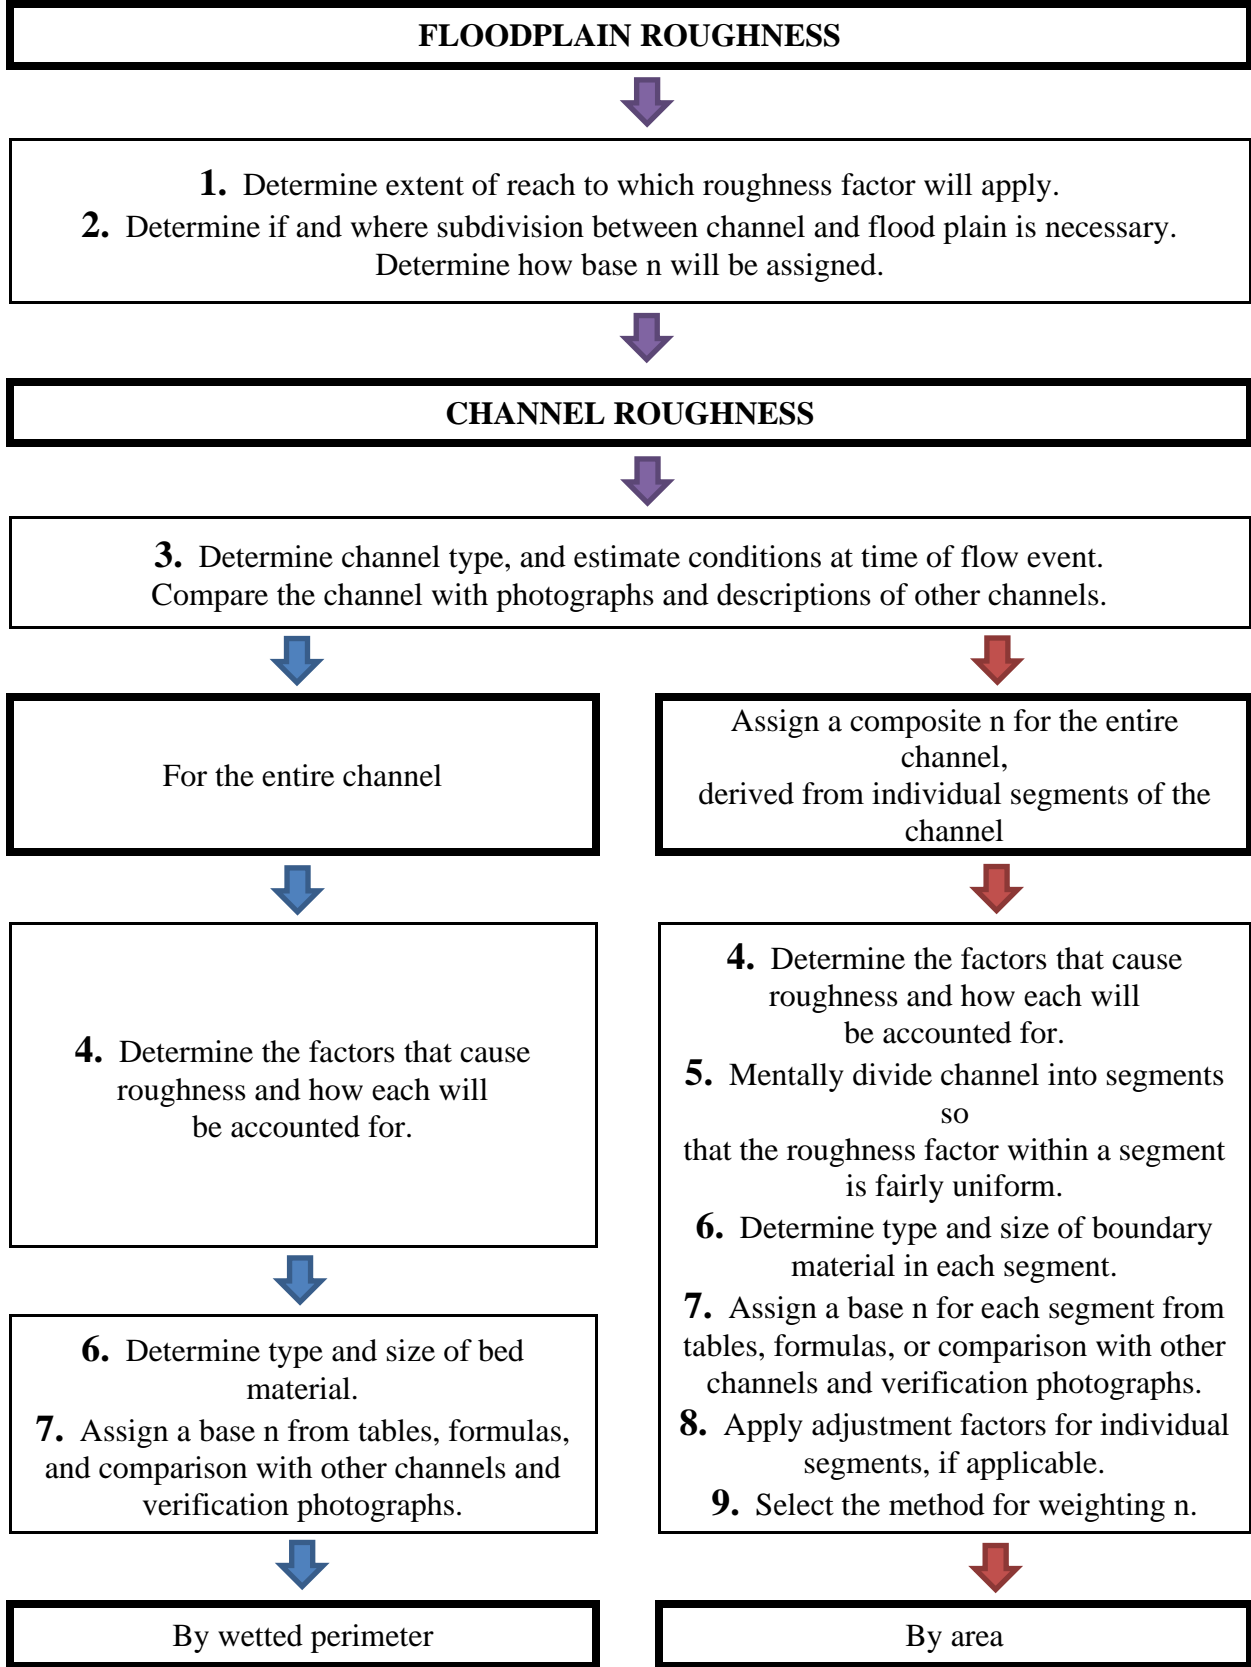 FLOODPLAIN ROUGHNESS
1. Determine extent of reach to which roughness factor will apply.
2. Determine if and where subdivision between channel and flood plain is necessary.
Determine how base n will be assigned.
CHANNEL ROUGHNESS
3. Determine channel type, and estimate conditions at time of flow event.
Compare the channel with photographs and descriptions of other channels.
For the entire channel
Assign a composite n for the entire
channel,
derived from individual segments of the
channel
4. Determine the factors that cause
roughness and how each will
be accounted for.
6. Determine type and size of bed
material.
7. Assign a base n from tables, formulas,
and comparison with other channels and
verification photographs.
4. Determine the factors that cause
roughness and how each will
be accounted for.
5. Mentally divide channel into segments
so
that the roughness factor within a segment
is fairly uniform.
6. Determine type and size of boundary
material in each segment.
7. Assign a base n for each segment from
tables, formulas, or comparison with other
channels and verification photographs.
8. Apply adjustment factors for individual
segments, if applicable.
9. Select the method for weighting n.
By wetted perimeter
By area